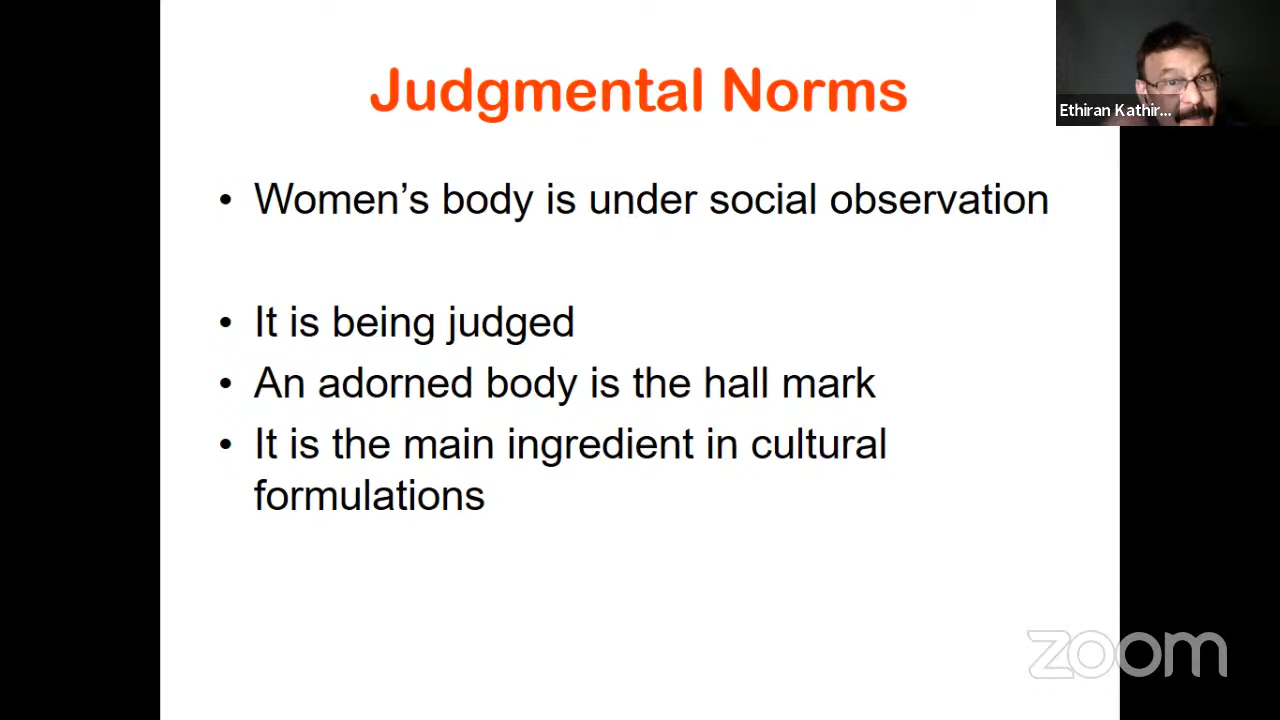 Judgmental Norms
Ethiran Kathir...
• Women’s body is under social observation
• It is being judged
• An adorned body is the hall mark
• It is the main ingredient in cultural
formulations
zoom